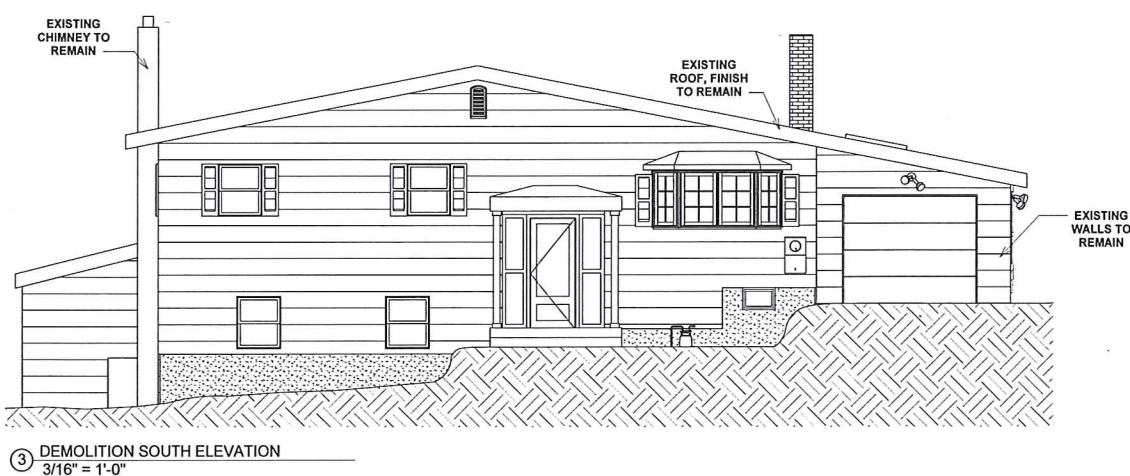 EXISTING
CHIMNEY TO
REMAIN
EXISTING
ROOF, FINISH
TO REMAIN
EXISTING
WALLS TO
REMAIN
3 DEMOLITION SOUTH ELEVATION
3/16" = 1'-0"